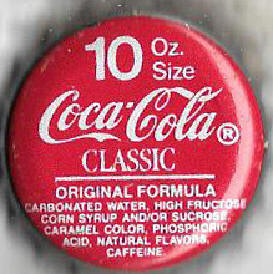 10 Oz.
Size
Coca-Cola®
CLASSIC
ORIGINAL FORMULA
CARBONATED WATER, HIGH FRUCTOSE
CORN SYRUP AND/OR SUCROSE,
CARAMEL COLOR, PHOSPHORIC
ACID, NATURAL FLAVORS,
CAFFEINE